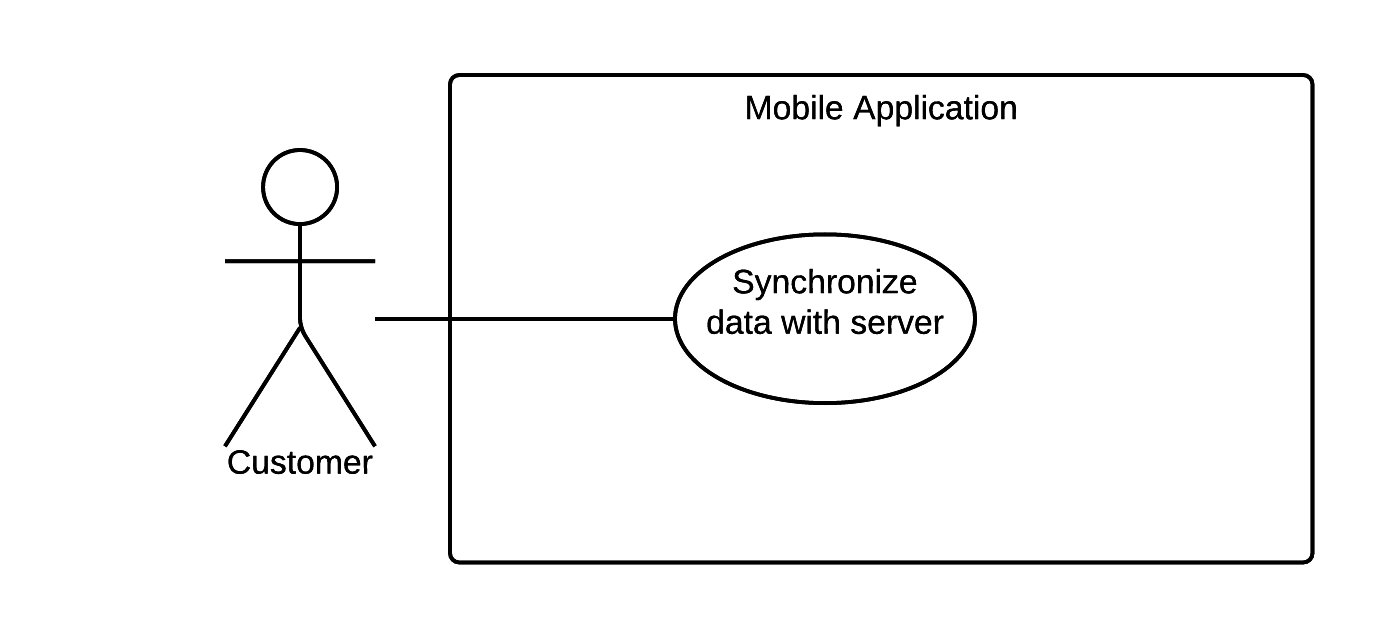 Mobile Application
Synchronize
data with server
Customer